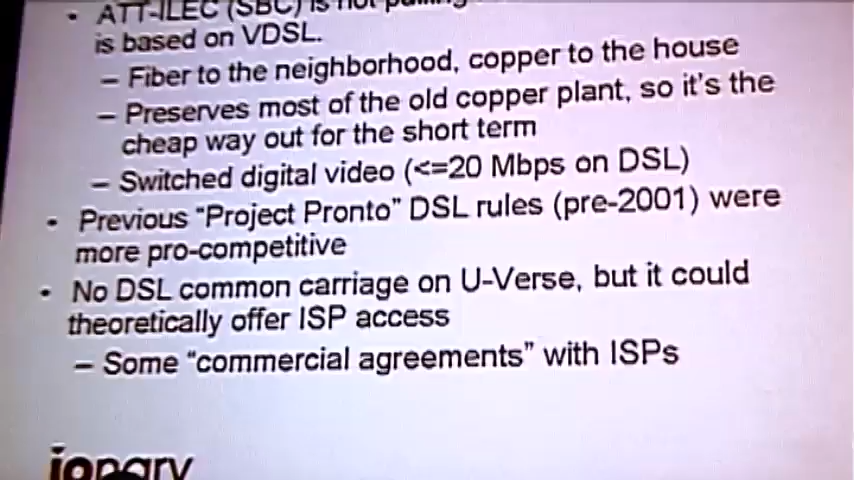 • ATT-ILEC (SBC) is not pulling
is based on VDSL.
– Fiber to the neighborhood, copper to the house
– Preserves most of the old copper plant, so it's the
cheap way out for the short term
– Switched digital video (<=20 Mbps on DSL)
• Previous "Project Pronto" DSL rules (pre-2001) were
more pro-competitive
• No DSL common carriage on U-Verse, but it could
theoretically offer ISP access
– Some "commercial agreements" with ISPs
ionary